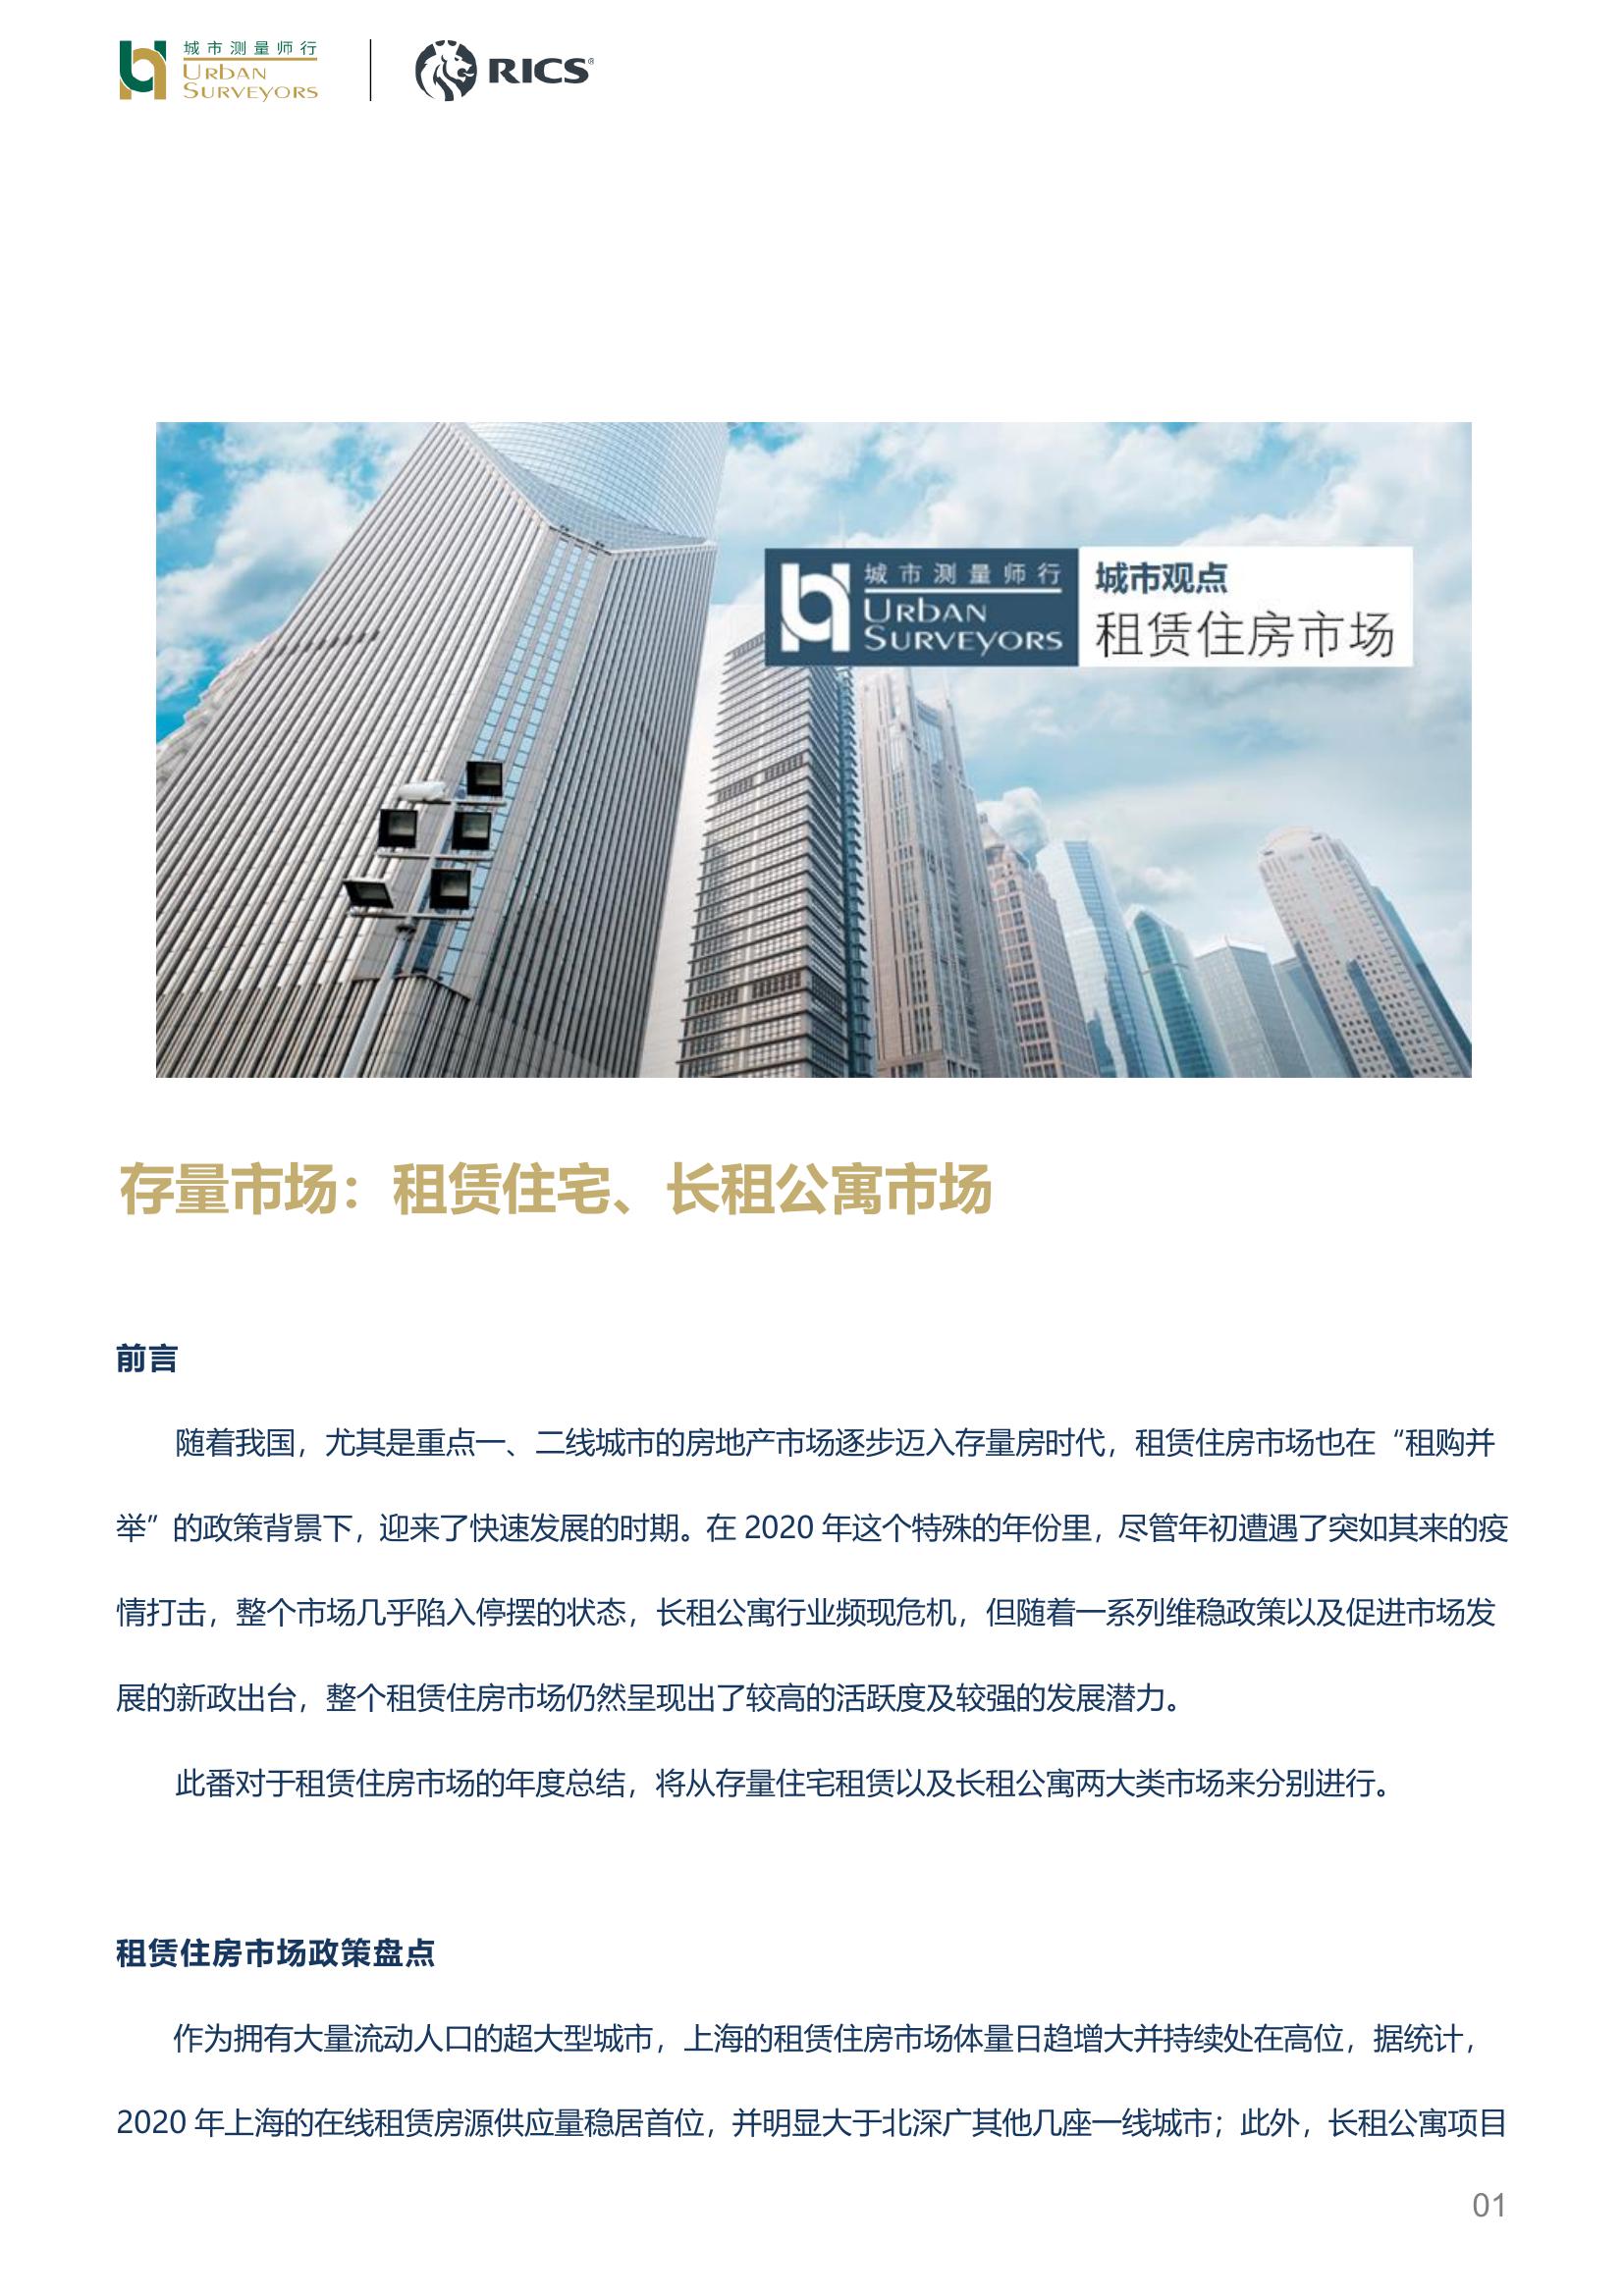 城市测量师行
URBAN
SURVEYORS
RICS®
城市测量师行
URBAN
SURVEYORS
城市观点
租赁住房市场
存量市场：租赁住宅、长租公寓市场
前言
随着我国，尤其是重点一、二线城市的房地产市场逐步迈入存量房时代，租赁住房市场也在“租购并
举”的政策背景下，迎来了快速发展的时期。在 2020 年这个特殊的年份里，尽管年初遭遇了突如其来的疫
情打击，整个市场几乎陷入停摆的状态，长租公寓行业频现危机，但随着一系列维稳政策以及促进市场发
展的新政出台，整个租赁住房市场仍然呈现出了较高的活跃度及较强的发展潜力。
此番对于租赁住房市场的年度总结，将从存量住宅租赁以及长租公寓两大类市场来分别进行。
租赁住房市场政策盘点
作为拥有大量流动人口的超大型城市，上海的租赁住房市场体量日趋增大并持续处在高位，据统计，
2020 年上海的在线租赁房源供应量稳居首位，并明显大于北深广其他几座一线城市；此外，长租公寓项目
01